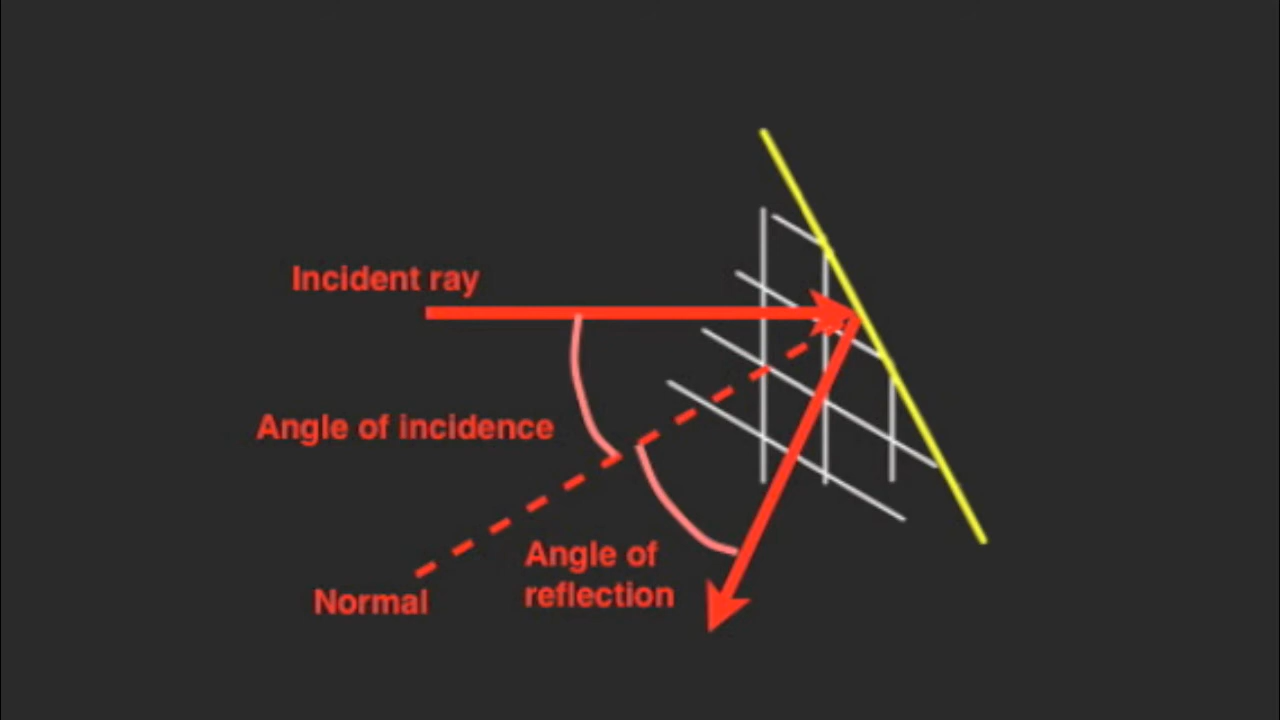 Incident ray
Angle of incidence
Angle of
reflection
Normal